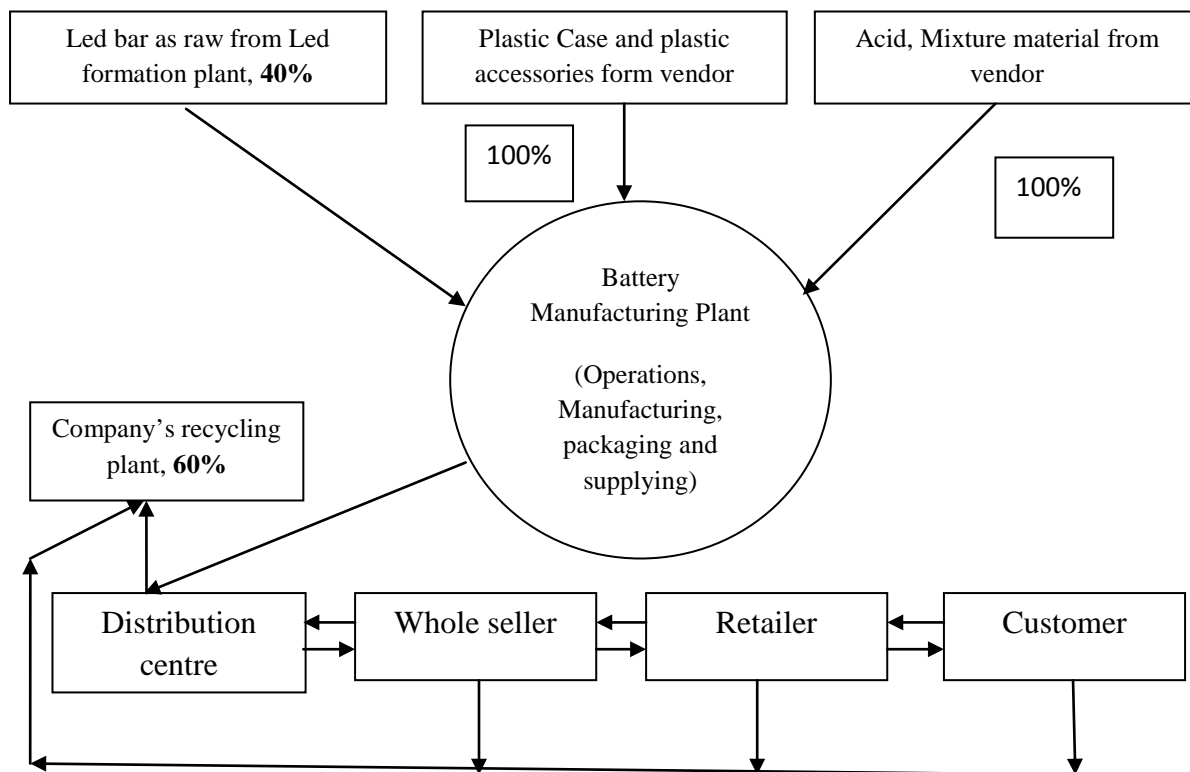 Led bar as raw from Led
formation plant, 40%
Plastic Case and plastic
accessories form vendor
Acid, Mixture material from
vendor
100%
100%
Battery
Manufacturing Plant
(Operations,
Manufacturing,
packaging and
supplying)
Company’s recycling
plant, 60%
Distribution
centre
Whole seller
Retailer
Customer